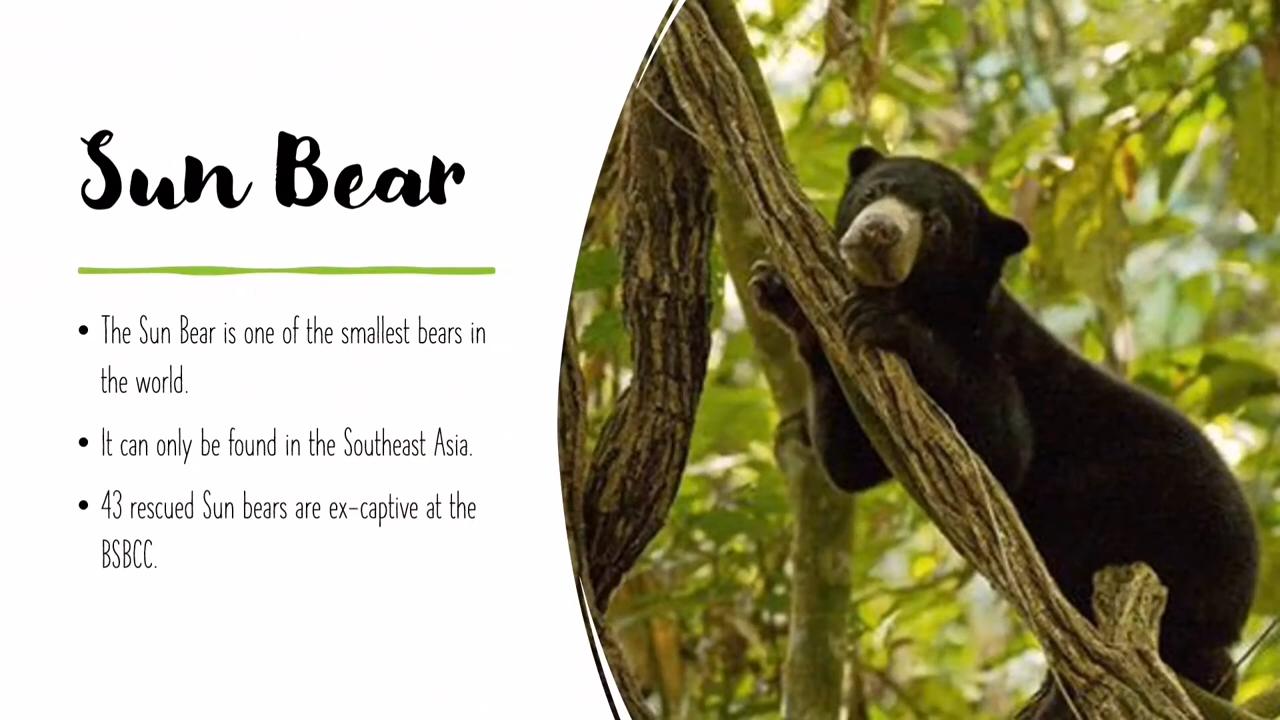 Sun Bear
• The Sun Bear is one of the smallest bears in
the world.
• It can only be found in the Southeast Asia.
• 43 rescued Sun bears are ex-captive at the
BSBCC.